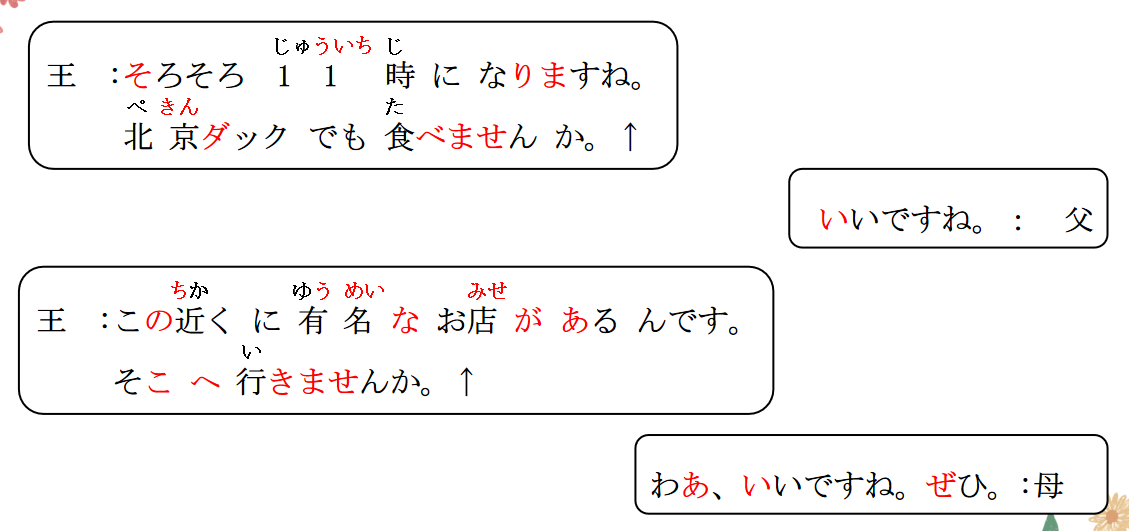 じゅういち じ
王 :そろそろ 11 時 に なりますね。
ぺ きん た
北京ダック でも 食べません か。↑
いいですね。: 父
ちか ゆう めい みせ
王 :この近く に 有名 な お店 が ある んです。
い
そこ へ 行きませんか。↑
わあ、いいですね。ぜひ。:母